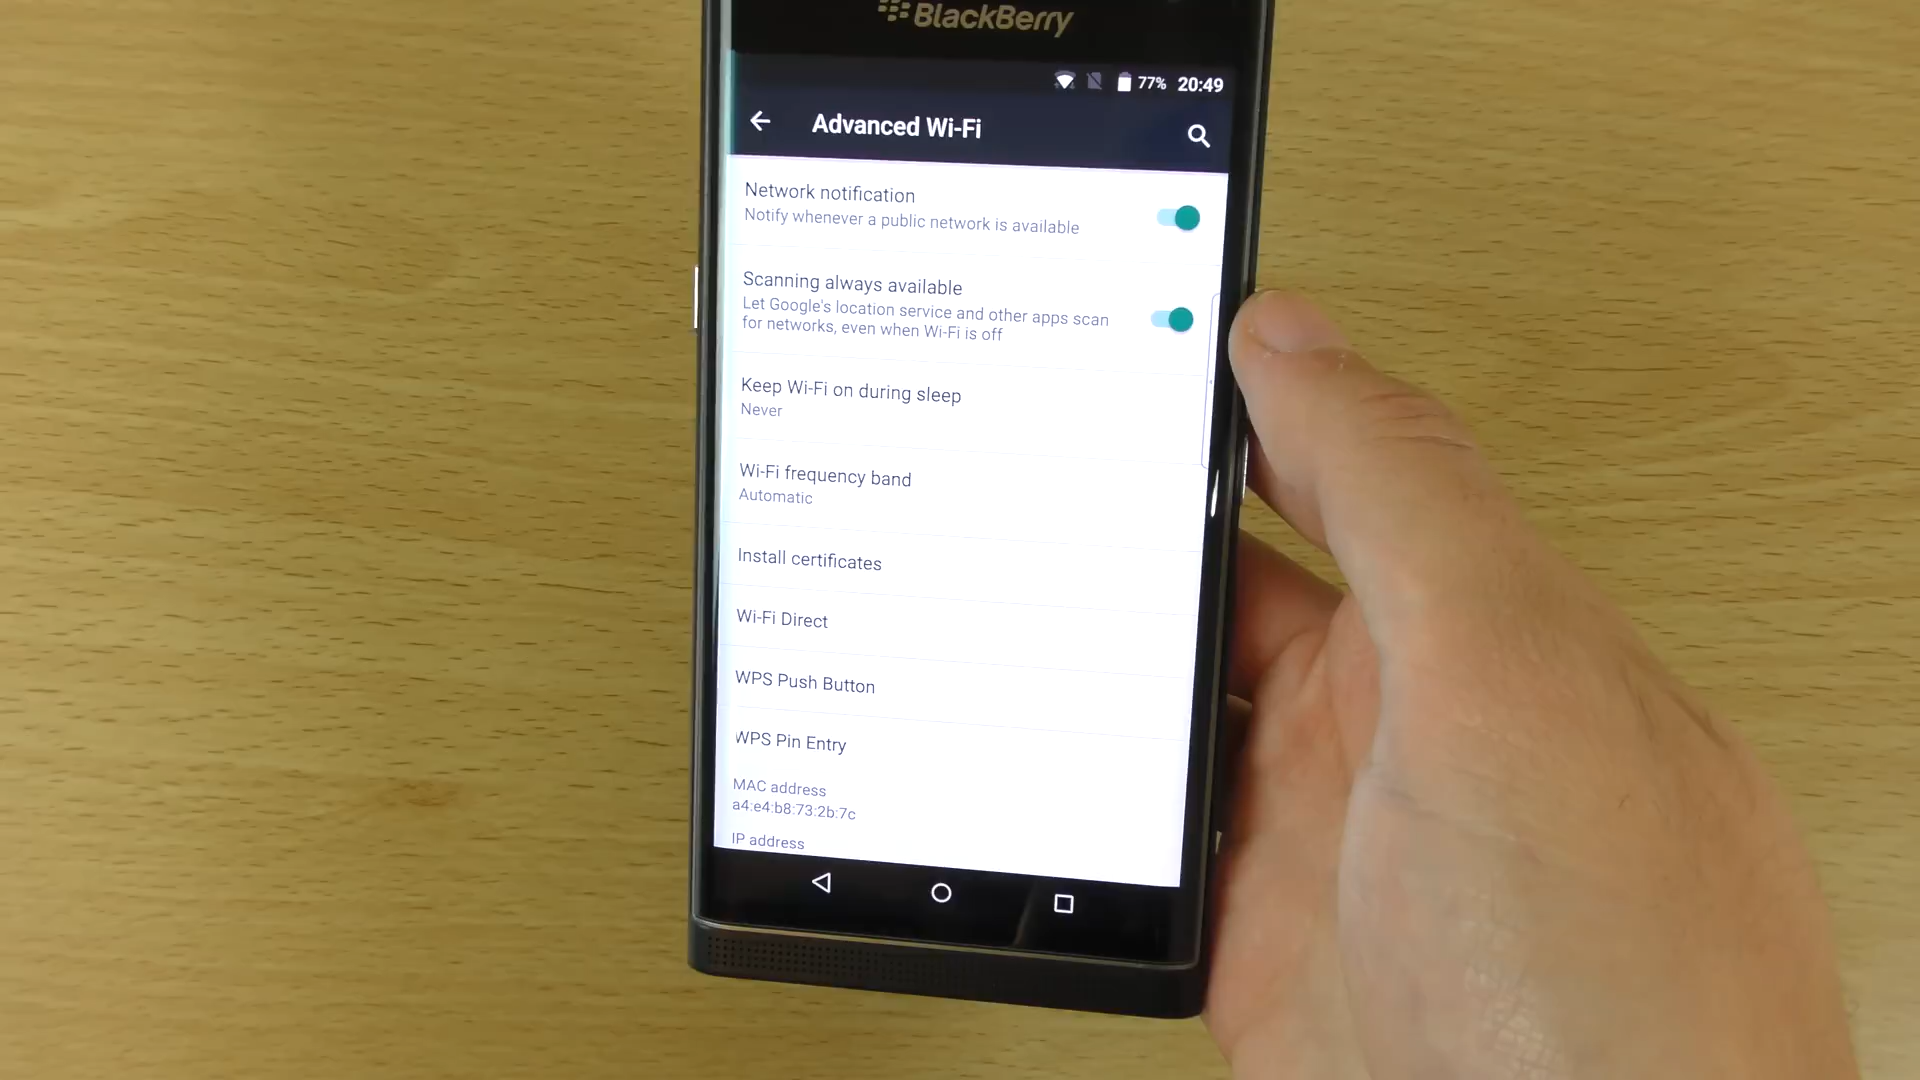 BlackBerry
77% 20:49
Advanced Wi-Fi
Network notification
Notify whenever a public network is available
Scanning always available
Let Google's location service and other apps scan
for networks, even when Wi-Fi is off
Keep Wi-Fi on during sleep
Never
Wi-Fi frequency band
Automatic
Install certificates
Wi-Fi Direct
WPS Push Button
WPS Pin Entry
MAC address
a4:e4:b8:73:2b:7c
IP address